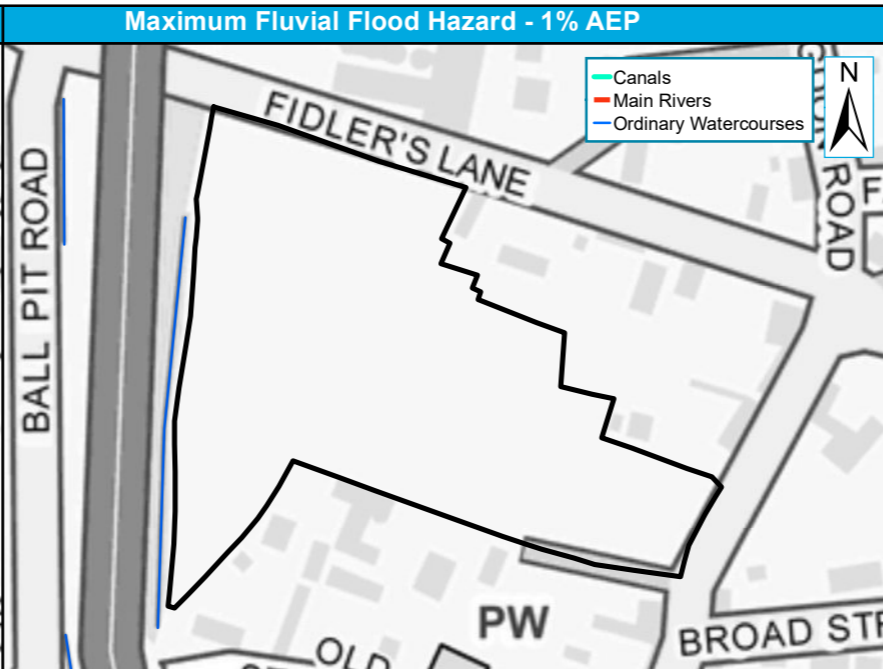 Maximum Fluvial Flood Hazard - 1% AEP
Canals
Main Rivers
Ordinary Watercourses
N
FIDLER'S LANE
ROAD
BALL PIT ROAD
PW
BROAD STR
OLD